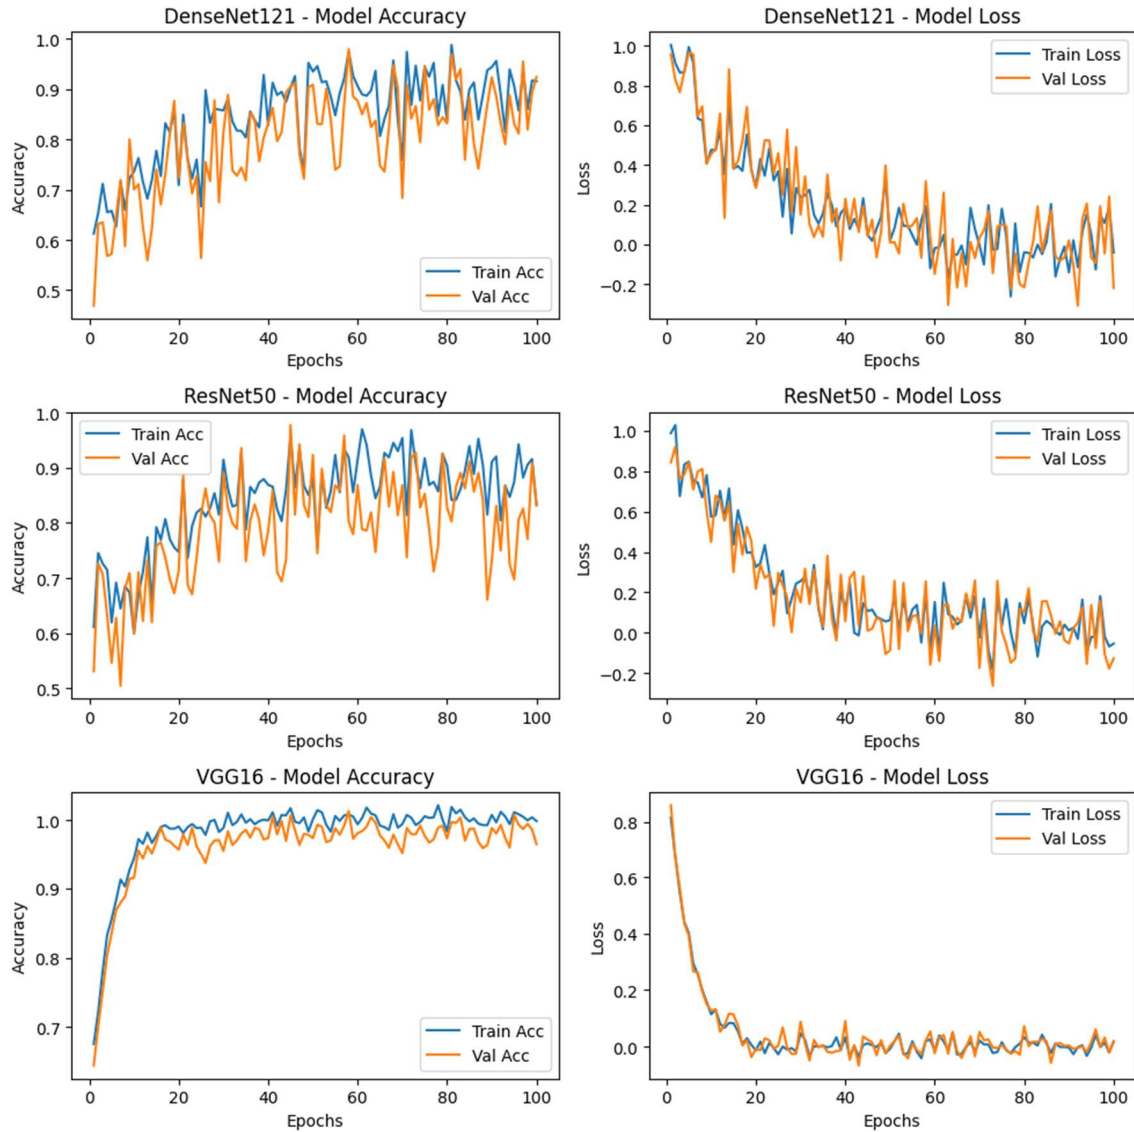 DenseNet121 - Model Accuracy
1.0
0.9
0.8
0.7
0.6
0.5
Accuracy
Train Acc
Val Acc
0 20 40 60 80 100
Epochs
DenseNet121 - Model Loss
1.0
0.8
0.6
0.4
0.2
0.0
−0.2
Loss
Train Loss
Val Loss
0 20 40 60 80 100
Epochs
ResNet50 - Model Accuracy
1.0
0.9
0.8
0.7
0.6
0.5
Accuracy
Train Acc
Val Acc
0 20 40 60 80 100
Epochs
ResNet50 - Model Loss
1.0
0.8
0.6
0.4
0.2
0.0
−0.2
Loss
Train Loss
Val Loss
0 20 40 60 80 100
Epochs
VGG16 - Model Accuracy
1.0
0.9
0.8
0.7
Accuracy
Train Acc
Val Acc
0 20 40 60 80 100
Epochs
VGG16 - Model Loss
0.8
0.6
0.4
0.2
0.0
Loss
Train Loss
Val Loss
0 20 40 60 80 100
Epochs